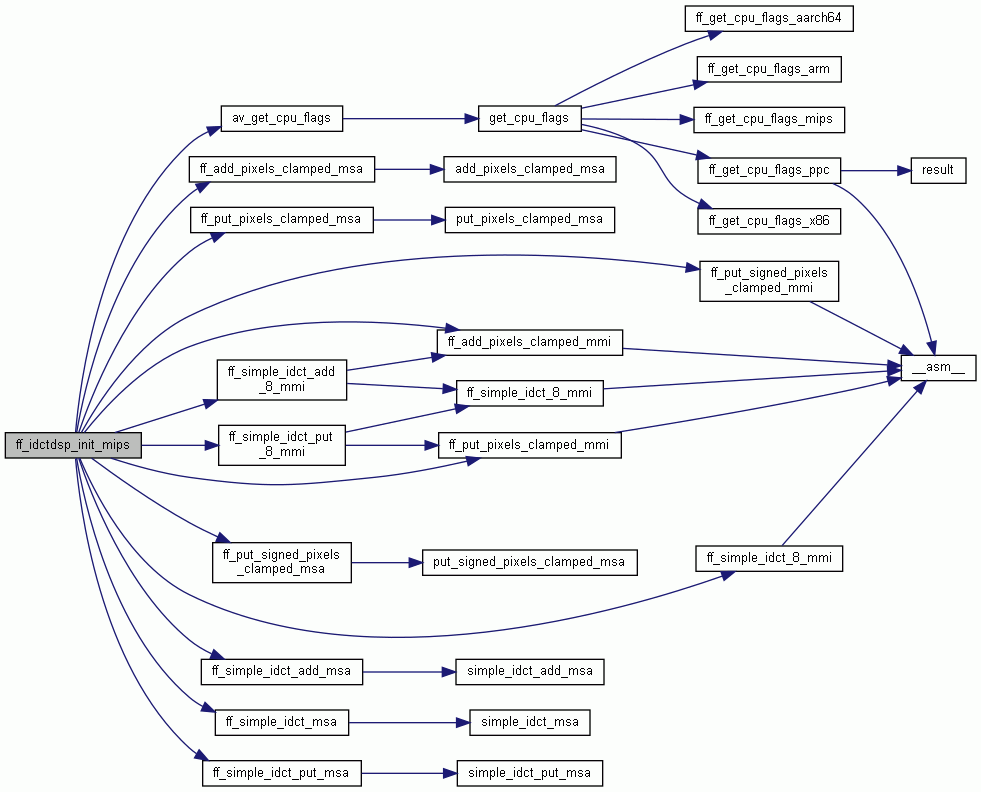 ff_get_cpu_flags_aarch64
ff_get_cpu_flags_arm
av_get_cpu_flags
get_cpu_flags
ff_get_cpu_flags_mips
ff_add_pixels_clamped_msa
add_pixels_clamped_msa
ff_get_cpu_flags_ppc
result
ff_put_pixels_clamped_msa
put_pixels_clamped_msa
ff_get_cpu_flags_x86
ff_put_signed_pixels
_clamped_mmi
ff_add_pixels_clamped_mmi
__asm__
ff_simple_idct_add
_8_mmi
ff_simple_idct_8_mmi
ff_simple_idct_put
_8_mmi
ff_put_pixels_clamped_mmi
ff_idctdsp_init_mips
ff_put_signed_pixels
_clamped_msa
put_signed_pixels_clamped_msa
ff_simple_idct_8_mmi
ff_simple_idct_add_msa
simple_idct_add_msa
ff_simple_idct_msa
simple_idct_msa
ff_simple_idct_put_msa
simple_idct_put_msa